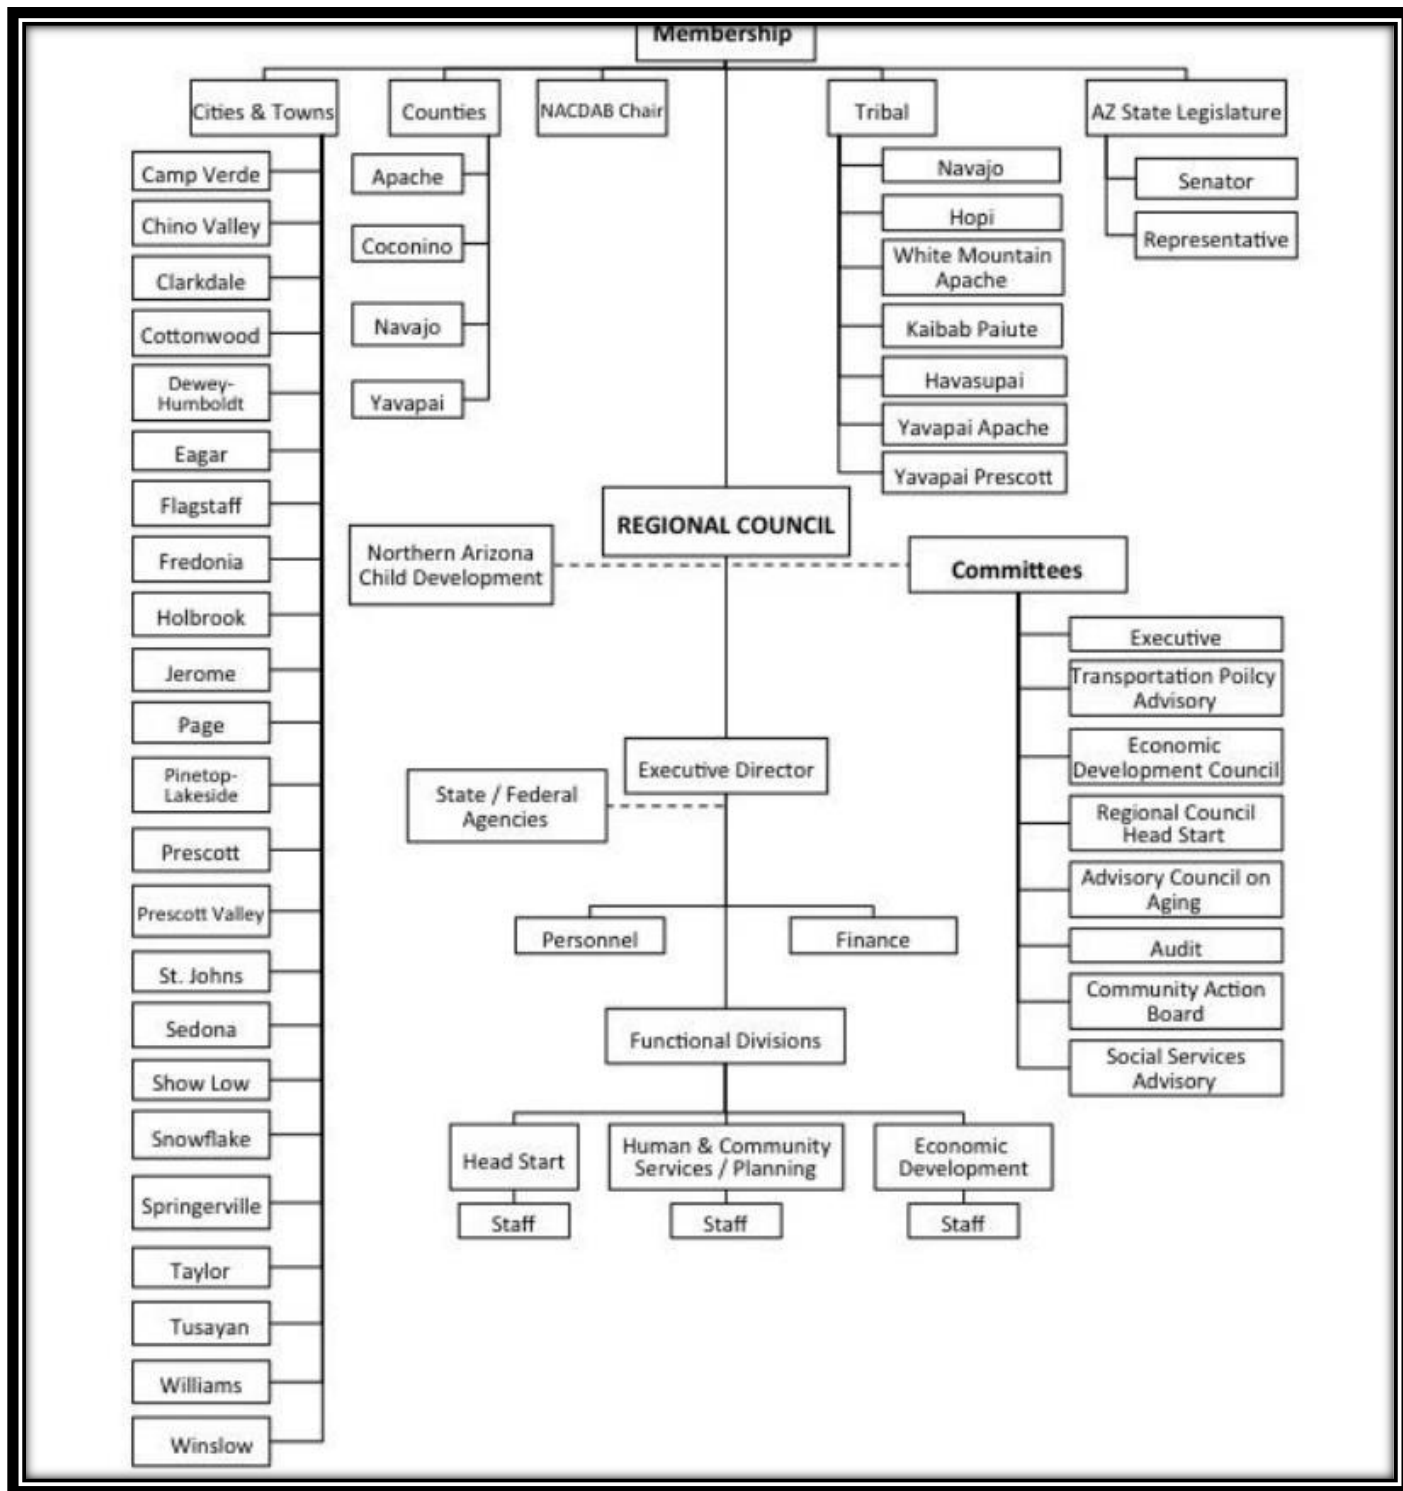 Membership
Cities & Towns
Counties
NACDAB Chair
Tribal
AZ State Legislature
Camp Verde
Chino Valley
Clarkdale
Cottonwood
Dewey-
Humboldt
Eagar
Flagstaff
Fredonia
Holbrook
Jerome
Page
Pinetop-
Lakeside
Prescott
Prescott Valley
St. Johns
Sedona
Show Low
Snowflake
Springerville
Taylor
Tusayan
Williams
Winslow
Apache
Coconino
Navajo
Yavapai
Navajo
Hopi
White Mountain
Apache
Kaibab Paiute
Havasupai
Yavapai Apache
Yavapai Prescott
Senator
Representative
REGIONAL COUNCIL
Northern Arizona
Child Development
Committees
Executive
Transportation Poilcy
Advisory
Economic
Development Council
Regional Council
Head Start
Advisory Council on
Aging
Audit
Community Action
Board
Social Services
Advisory
Executive Director
State / Federal
Agencies
Personnel
Finance
Functional Divisions
Head Start
Staff
Human & Community
Services / Planning
Staff
Economic
Development
Staff